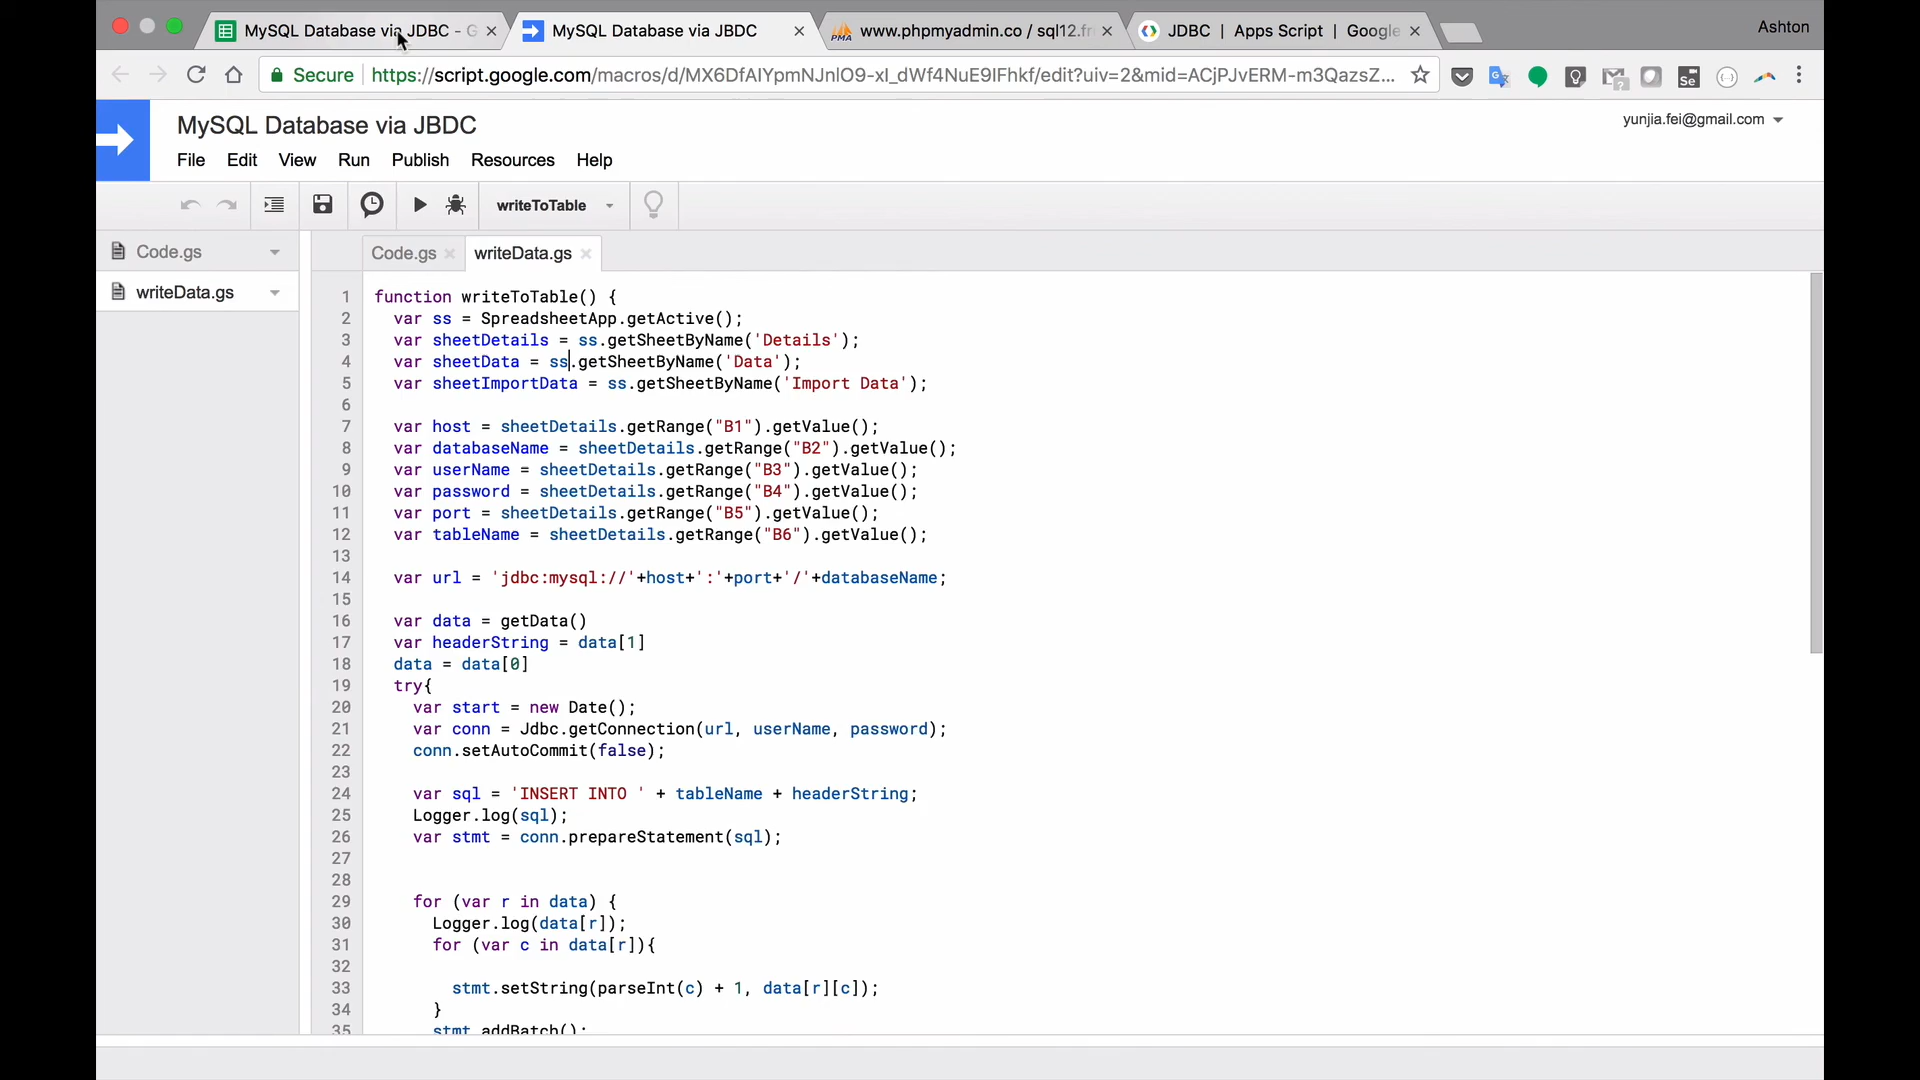 MySQL Database via JDBC - G
MySQL Database via JBDC
www.phpmyadmin.co / sql12.fr
JDBC | Apps Script | Google
Ashton
Secure https://script.google.com/macros/d/MX6DfAIYpmNJnlO9-xI_dWf4NuE9IFhkf/edit?uiv=2&mid=ACjPJvERM-m3QazsZ...
MySQL Database via JBDC
yunjia.fei@gmail.com
File Edit View Run Publish Resources Help
writeToTable
Code.gs
writeData.gs
Code.gs
writeData.gs
1 function writeToTable() {
2 var ss = SpreadsheetApp.getActive();
3 var sheetDetails = ss.getSheetByName('Details');
4 var sheetData = ss.getSheetByName('Data');
5 var sheetImportData = ss.getSheetByName('Import Data');
6
7 var host = sheetDetails.getRange("B1").getValue();
8 var databaseName = sheetDetails.getRange("B2").getValue();
9 var userName = sheetDetails.getRange("B3").getValue();
10 var password = sheetDetails.getRange("B4").getValue();
11 var port = sheetDetails.getRange("B5").getValue();
12 var tableName = sheetDetails.getRange("B6").getValue();
13
14 var url = 'jdbc:mysql://'+host+':'+port+'/'+databaseName;
15
16 var data = getData()
17 var headerString = data[1]
18 data = data[0]
19 try{
20 var start = new Date();
21 var conn = Jdbc.getConnection(url, userName, password);
22 conn.setAutoCommit(false);
23
24 var sql = 'INSERT INTO ' + tableName + headerString;
25 Logger.log(sql);
26 var stmt = conn.prepareStatement(sql);
27
28
29 for (var r in data) {
30 Logger.log(data[r]);
31 for (var c in data[r]){
32
33 stmt.setString(parseInt(c) + 1, data[r][c]);
34 }
35 stmt.addBatch();